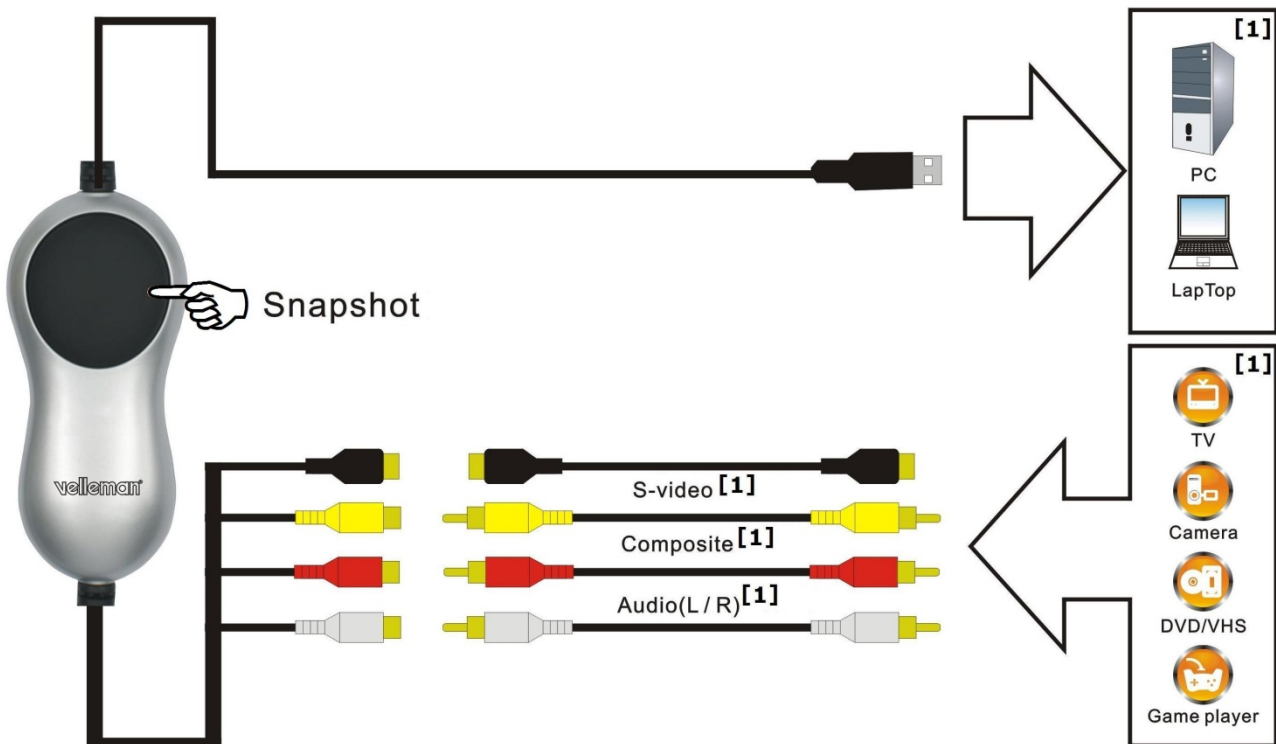 [1]
PC
LapTop
Snapshot
[1]
TV
Camera
DVD/VHS
Game player
velleman®
S-video [1]
Composite [1]
Audio(L / R) [1]